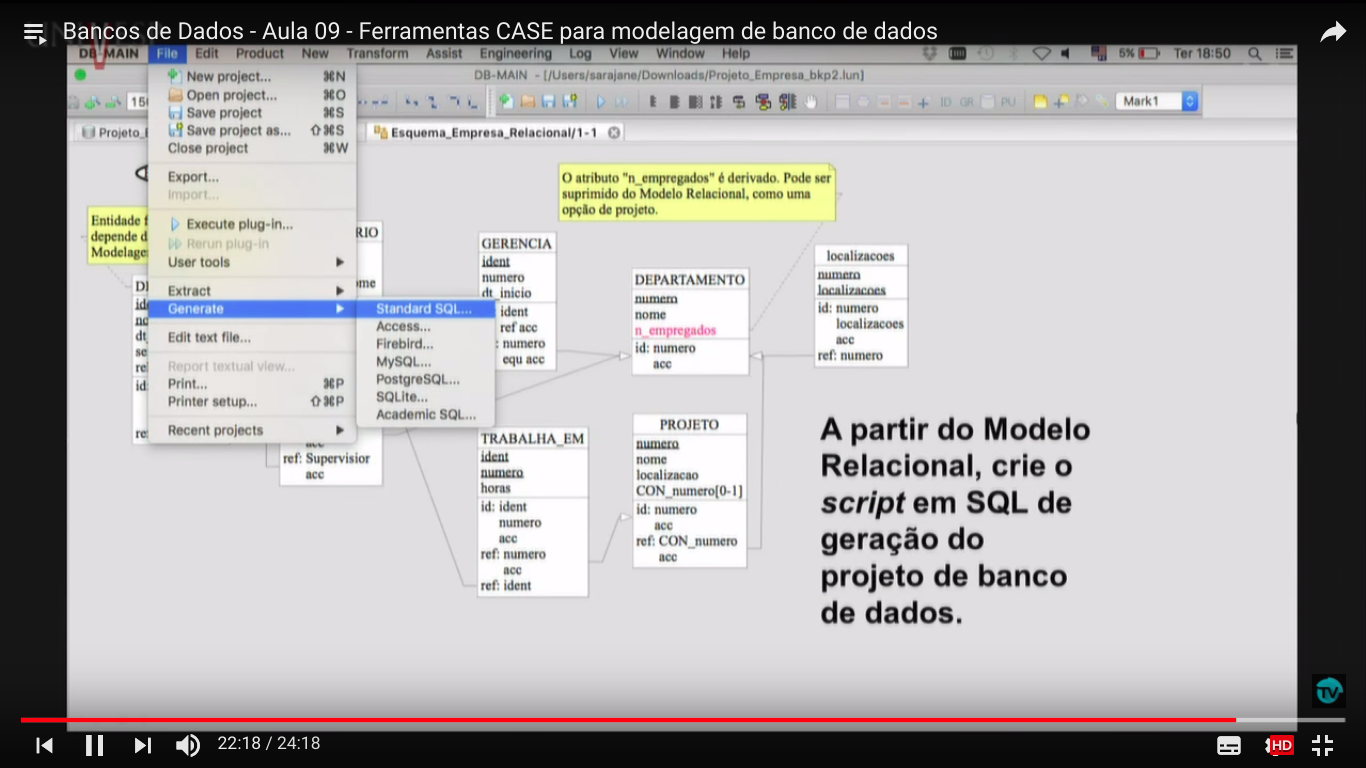 Bancos de Dados - Aula 09 - Ferramentas CASE para modelagem de banco de dados
DB-MAIN File Edit Product New Transform Assist Engineering Log View Window Help 5% Ter 18:50
DB-MAIN - [/Users/sarajane/Downloads/Projeto_Empresa_bkp2.lun]
ID GR PU Mark1
Esquema_Empresa_Relacional/1-1
New project... ⌘N
Open project... ⌘O
Save project ⌘S
Save project as... ⇧⌘S
Close project ⌘W
Export...
Import...
Execute plug-in...
Rerun plug-in
User tools
Extract
Generate
Edit text file...
Report textual view...
Print... ⌘P
Printer setup... ⇧⌘P
Recent projects
Standard SQL...
Access...
Firebird...
MySQL...
PostgreSQL...
SQLite...
Academic SQL...
Entidade
depende
O atributo "n_empregados" é derivado. Pode ser
suprimido do Modelo Relacional, como uma
opção de projeto.
ref: Supervisior
acc
GERENCIA
ident
numero
dt_inicio
ident
ref acc
: numero
equ acc
DEPARTAMENTO
numero
nome
n_empregados
id: numero
acc
localizacoes
numero
localizacoes
id: numero
localizacoes
acc
ref: numero
TRABALHA_EM
ident
numero
horas
id: ident
numero
acc
ref: numero
acc
ref: ident
PROJETO
numero
nome
localizacao
CON_numero[0-1]
id: numero
acc
ref: CON_numero
acc
A partir do Modelo
Relacional, crie o
script em SQL de
geração do
projeto de banco
de dados.
TV
22:18 / 24:18
HD